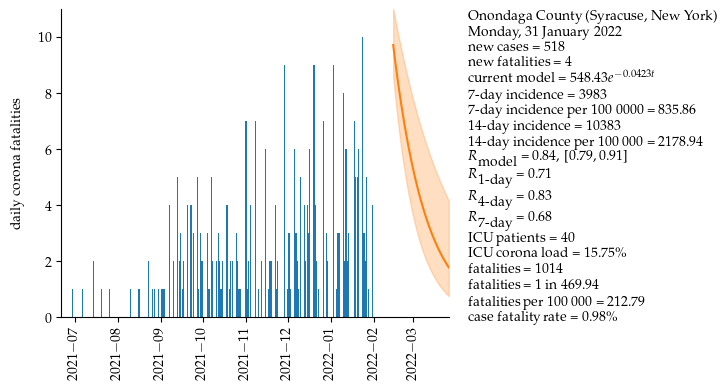 Onondaga County (Syracuse, New York)
Monday, 31 January 2022
new cases = 518
new fatalities = 4
current model = 548.43e^{−0.0423t}
7-day incidence = 3983
7-day incidence per 100 0000 = 835.86
14-day incidence = 10383
14-day incidence per 100 000 = 2178.94
R_model = 0.84, [0.79, 0.91]
R_1-day = 0.71
R_4-day = 0.83
R_7-day = 0.68
ICU patients = 40
ICU corona load = 15.75%
fatalities = 1014
fatalities = 1 in 469.94
fatalities per 100 000 = 212.79
case fatality rate = 0.98%
daily corona fatalities
10
8
6
4
2
0
2021−07
2021−08
2021−09
2021−10
2021−11
2021−12
2022−01
2022−02
2022−03